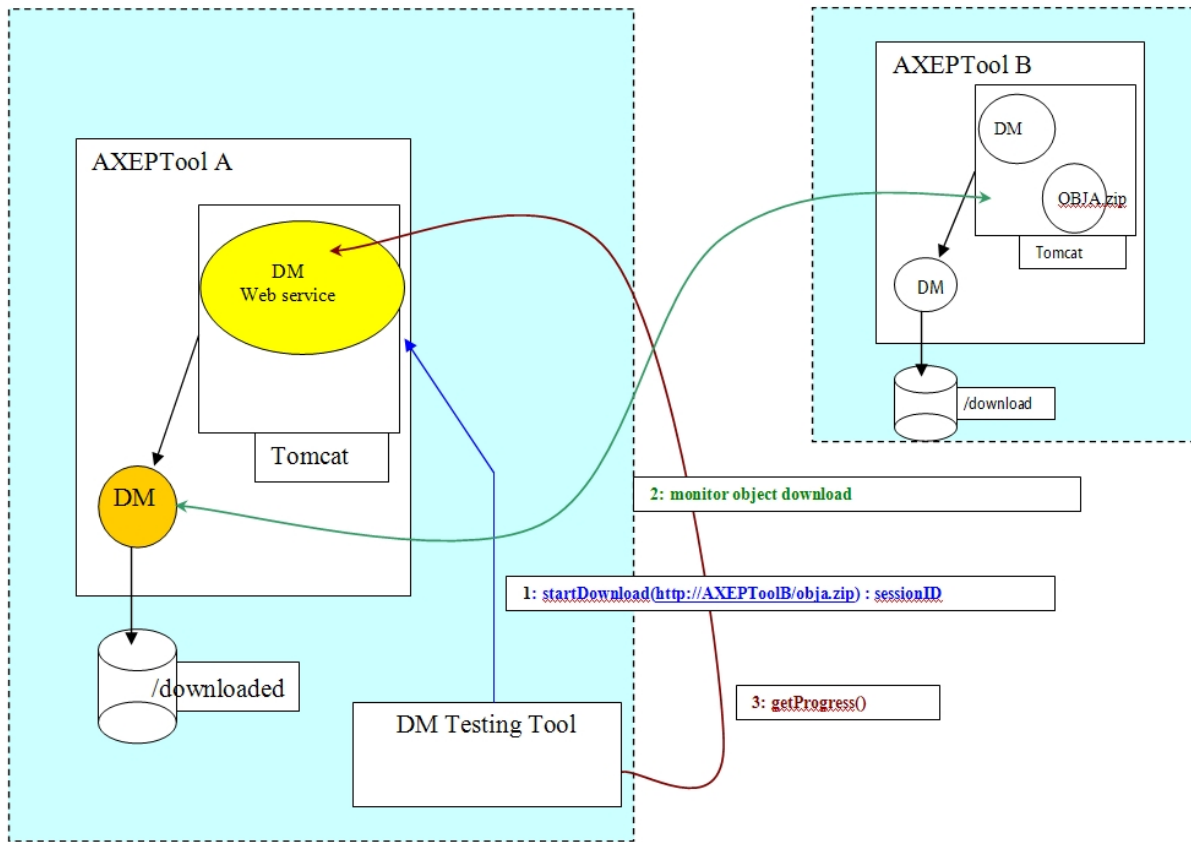 AXEPTool A
DM
Web service
Tomcat
DM
/downloaded
DM Testing Tool
AXEPTool B
DM
OBJA.zip
Tomcat
DM
/download
2: monitor object download
1: startDownload(http://AXEPToolB/obja.zip) : sessionID
3: getProgress()